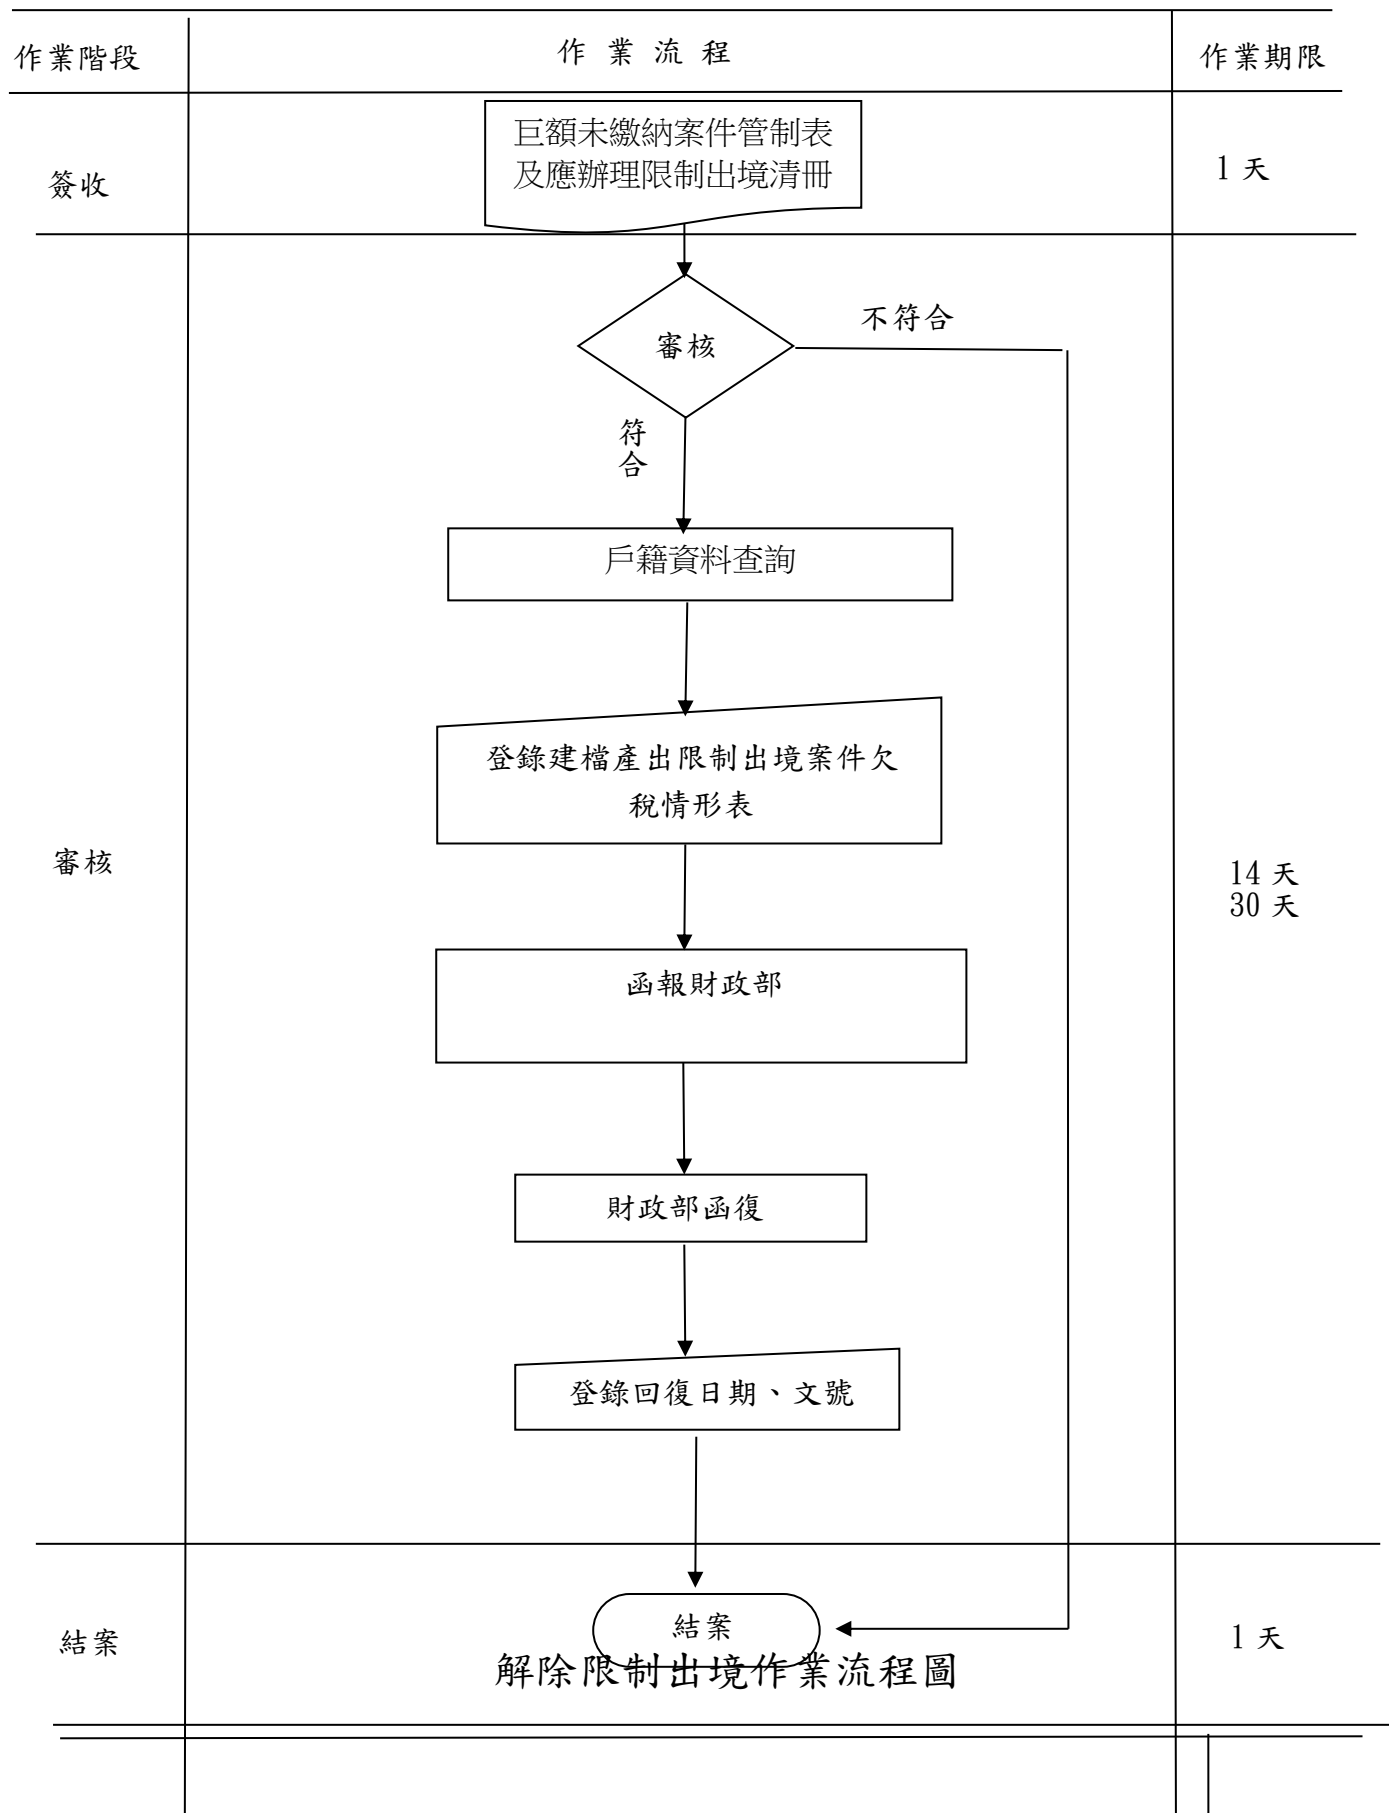 作業階段
作 業 流 程
作業期限
簽收
巨額未繳納案件管制表
及應辦理限制出境清冊
1 天
審核
不符合
符
合
戶籍資料查詢
登錄建檔產出限制出境案件欠
稅情形表
審核
14 天
30 天
函報財政部
財政部函復
登錄回復日期、文號
結案
結案
1 天
解除限制出境作業流程圖